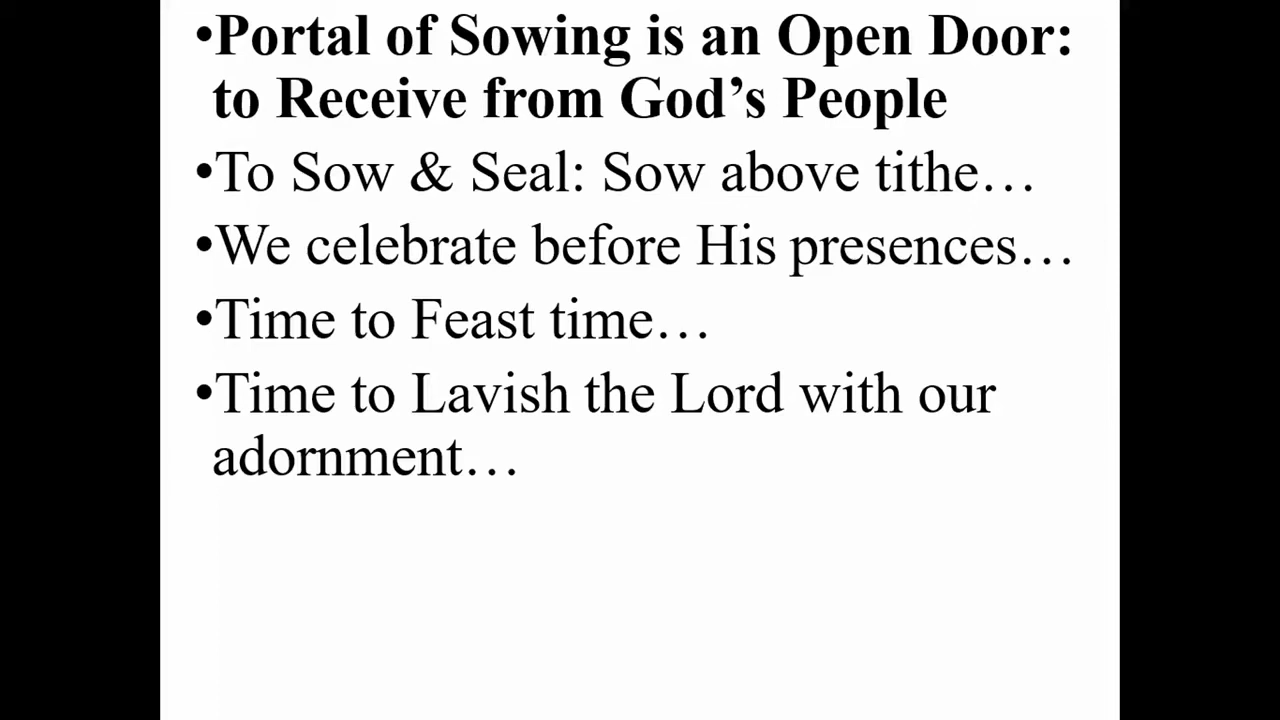 •Portal of Sowing is an Open Door:
to Receive from God’s People
•To Sow & Seal: Sow above tithe…
•We celebrate before His presences…
•Time to Feast time…
•Time to Lavish the Lord with our
adornment…